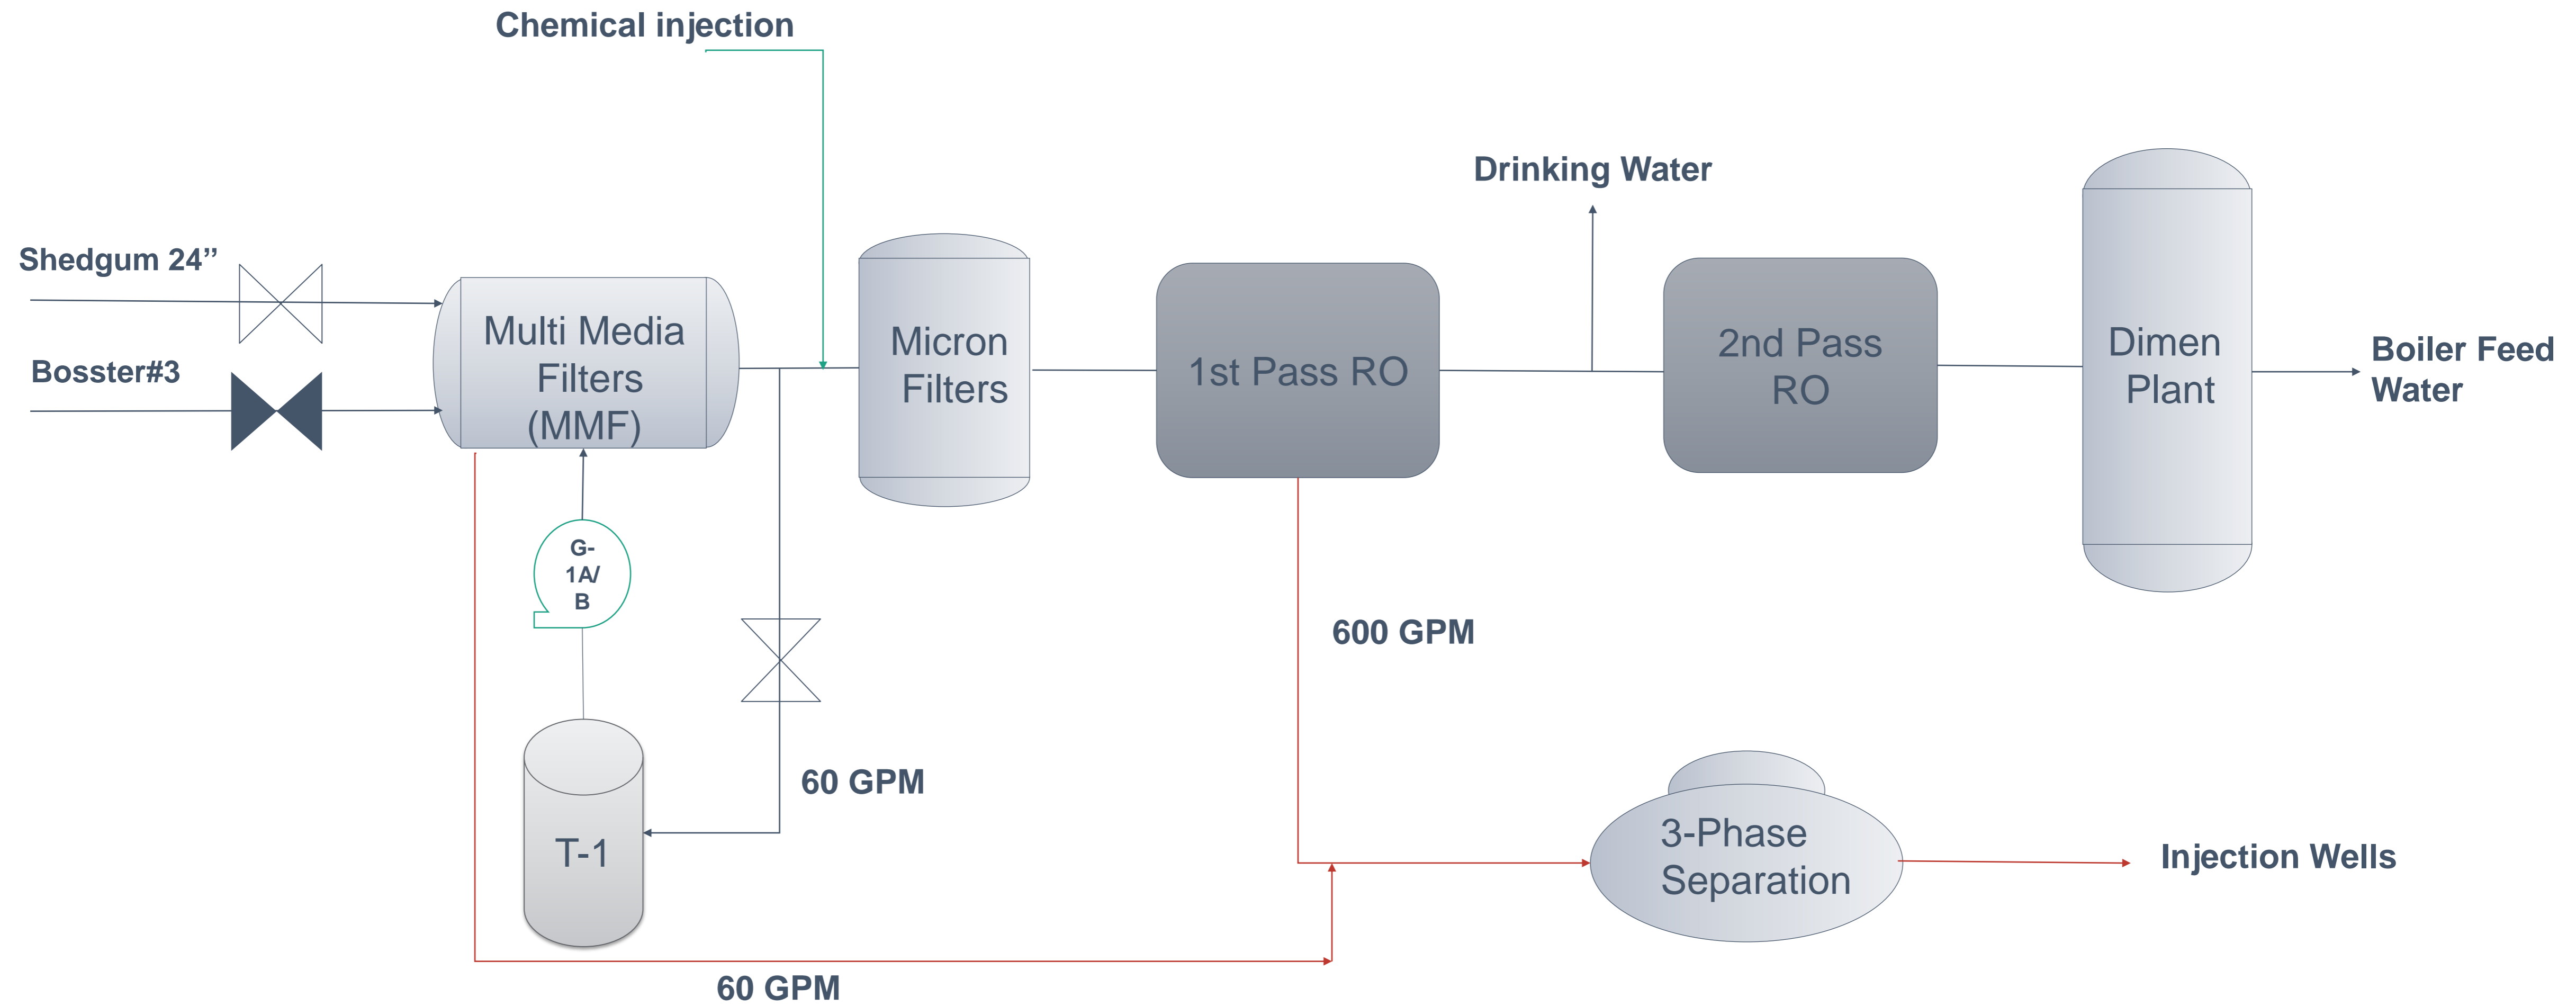 Chemical injection
Drinking Water
Shedgum 24”
Bosster#3
Multi Media
Filters
(MMF)
Micron
Filters
1st Pass RO
2nd Pass
RO
Dimen
Plant
Boiler Feed
Water
G-
1A/
B
600 GPM
60 GPM
T-1
3-Phase
Separation
Injection Wells
60 GPM